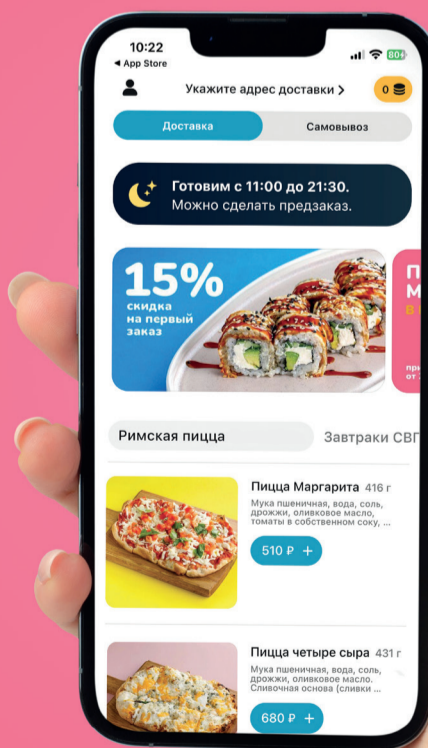 10:22
80
◀ App Store
Укажите адрес доставки >
0
Доставка
Самовывоз
Готовим с 11:00 до 21:30.
Можно сделать предзаказ.
15%
скидка
на первый
заказ
П
М
В
при
от
Римская пицца
Завтраки СВГ
Пицца Маргарита 416 г
Мука пшеничная, вода, соль,
дрожжи, оливковое масло,
томаты в собственном соку, ...
510 ₽ +
Пицца четыре сыра 431 г
Мука пшеничная, вода, соль,
дрожжи, оливковое масло.
Сливочная основа (сливки ...
680 ₽ +